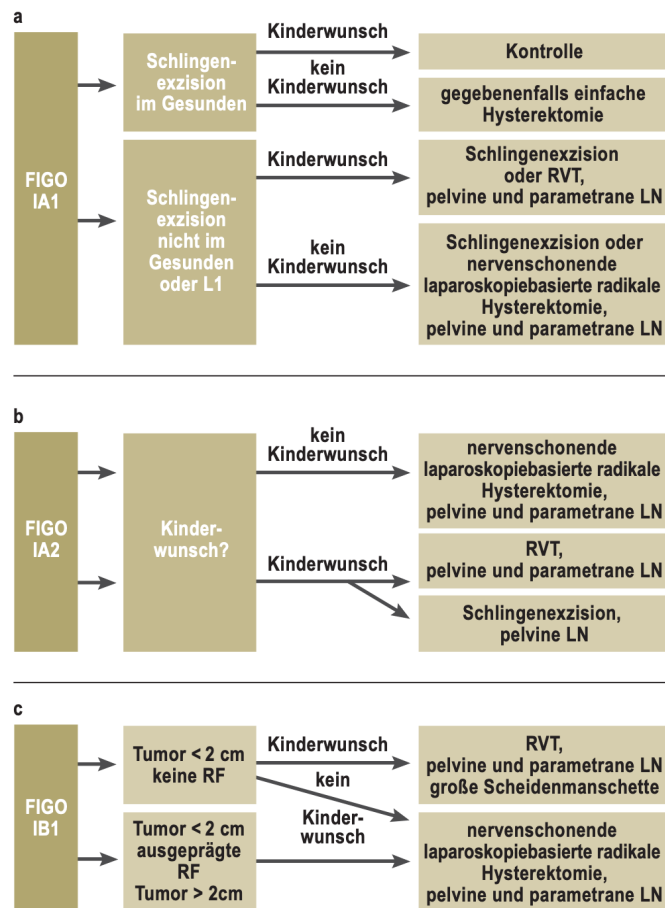 a
FIGO
IA1
Schlingen-
exzision
im Gesunden
Kinderwunsch
Kontrolle
kein
Kinderwunsch
gegebenenfalls einfache
Hysterektomie
Schlingen-
exzision
nicht im
Gesunden
oder L1
Kinderwunsch
Schlingenexzision
oder RVT,
pelvine und parametrane LN
kein
Kinderwunsch
Schlingenexzision oder
nervenschonende
laparoskopiebasierte radikale
Hysterektomie,
pelvine und parametrane LN
b
FIGO
IA2
Kinder-
wunsch?
kein
Kinderwunsch
nervenschonende
laparoskopiebasierte radikale
Hysterektomie,
pelvine und parametrane LN
Kinderwunsch
RVT,
pelvine und parametrane LN
Schlingenexzision,
pelvine LN
c
FIGO
IB1
Tumor < 2 cm
keine RF
Kinderwunsch
RVT,
pelvine und parametrane LN
große Scheidenmanschette
kein
Kinder-
wunsch
Tumor < 2 cm
ausgeprägte
RF
Tumor > 2cm
nervenschonende
laparoskopiebasierte radikale
Hysterektomie,
pelvine und parametrane LN